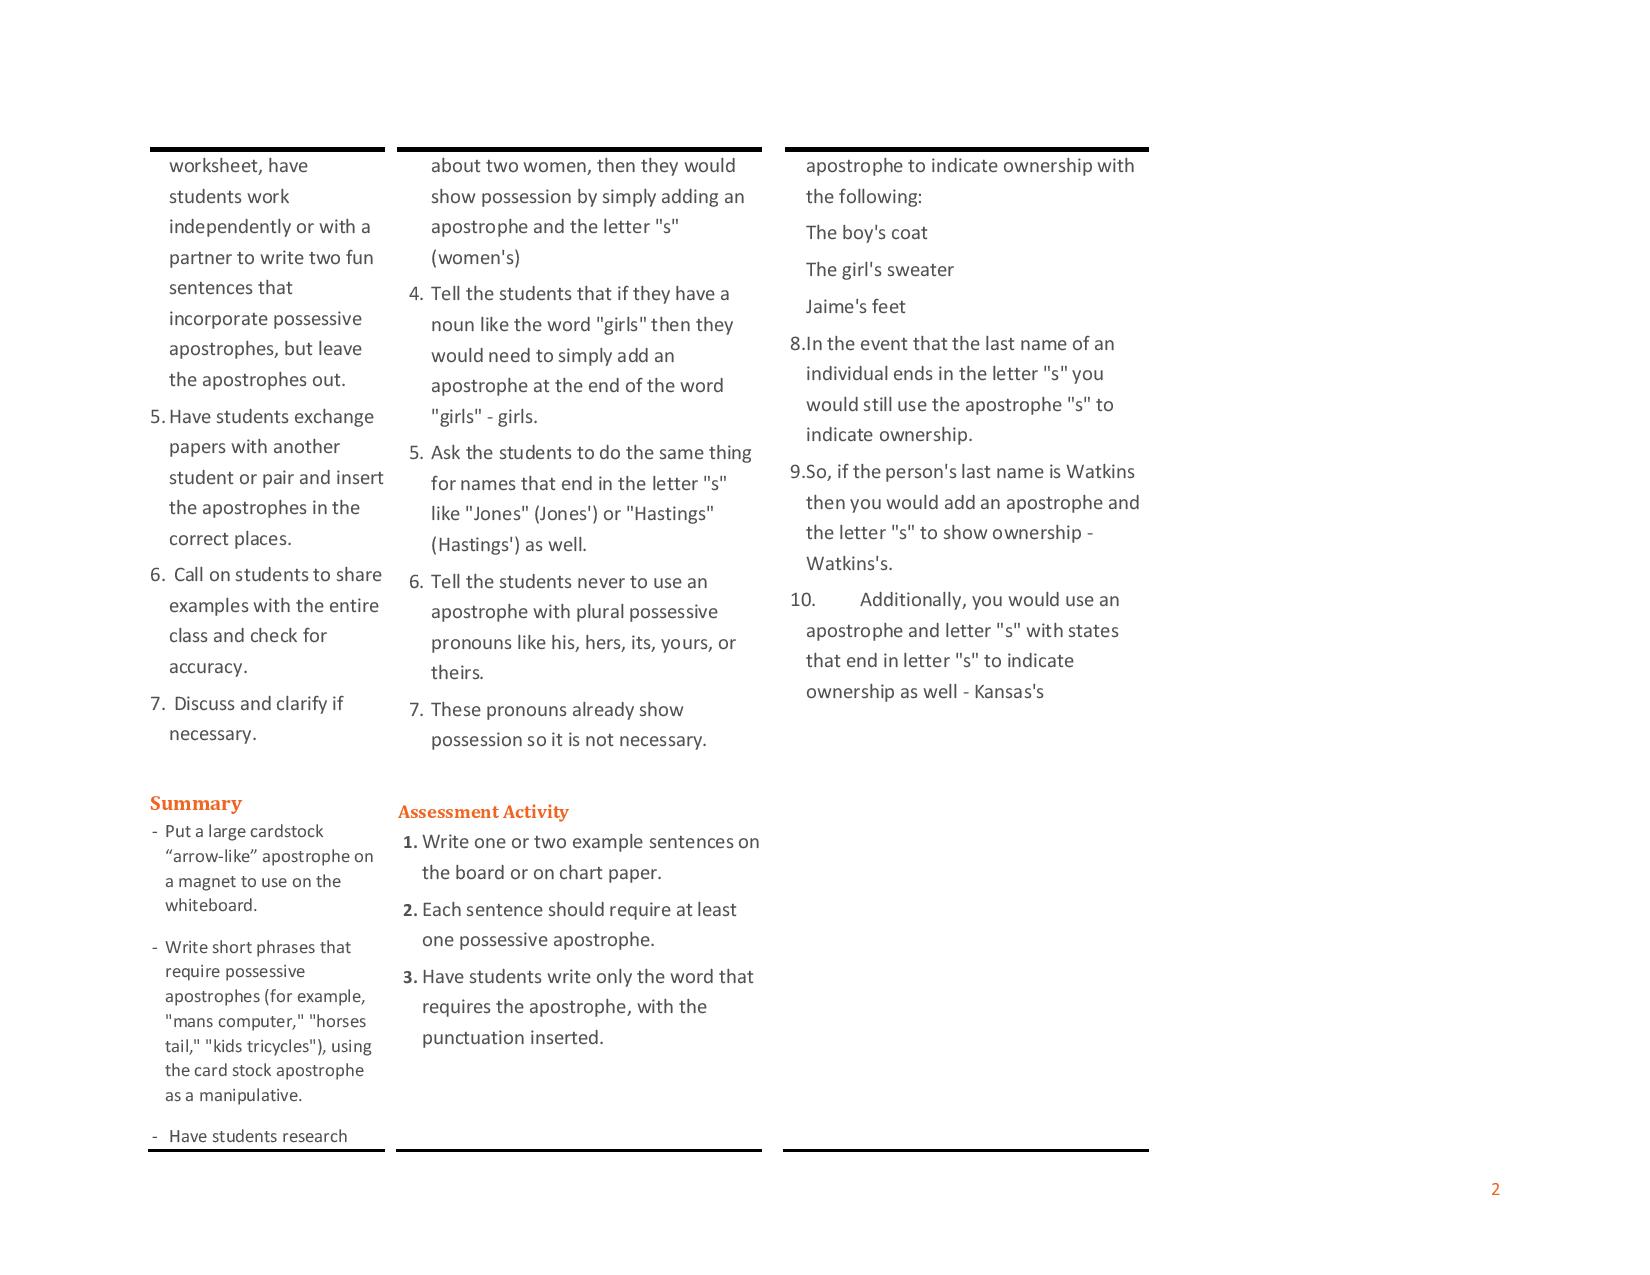 worksheet, have
students work
independently or with a
partner to write two fun
sentences that
incorporate possessive
apostrophes, but leave
the apostrophes out.
5. Have students exchange
papers with another
student or pair and insert
the apostrophes in the
correct places.
6. Call on students to share
examples with the entire
class and check for
accuracy.
7. Discuss and clarify if
necessary.
Summary
- Put a large cardstock
“arrow-like” apostrophe on
a magnet to use on the
whiteboard.
- Write short phrases that
require possessive
apostrophes (for example,
"mans computer," "horses
tail," "kids tricycles"), using
the card stock apostrophe
as a manipulative.
- Have students research
about two women, then they would
show possession by simply adding an
apostrophe and the letter "s"
(women's)
4. Tell the students that if they have a
noun like the word "girls" then they
would need to simply add an
apostrophe at the end of the word
"girls" - girls.
5. Ask the students to do the same thing
for names that end in the letter "s"
like "Jones" (Jones') or "Hastings"
(Hastings') as well.
6. Tell the students never to use an
apostrophe with plural possessive
pronouns like his, hers, its, yours, or
theirs.
7. These pronouns already show
possession so it is not necessary.
Assessment Activity
1. Write one or two example sentences on
the board or on chart paper.
2. Each sentence should require at least
one possessive apostrophe.
3. Have students write only the word that
requires the apostrophe, with the
punctuation inserted.
apostrophe to indicate ownership with
the following:
The boy's coat
The girl's sweater
Jaime's feet
8.In the event that the last name of an
individual ends in the letter "s" you
would still use the apostrophe "s" to
indicate ownership.
9.So, if the person's last name is Watkins
then you would add an apostrophe and
the letter "s" to show ownership -
Watkins's.
10. Additionally, you would use an
apostrophe and letter "s" with states
that end in letter "s" to indicate
ownership as well - Kansas's
2